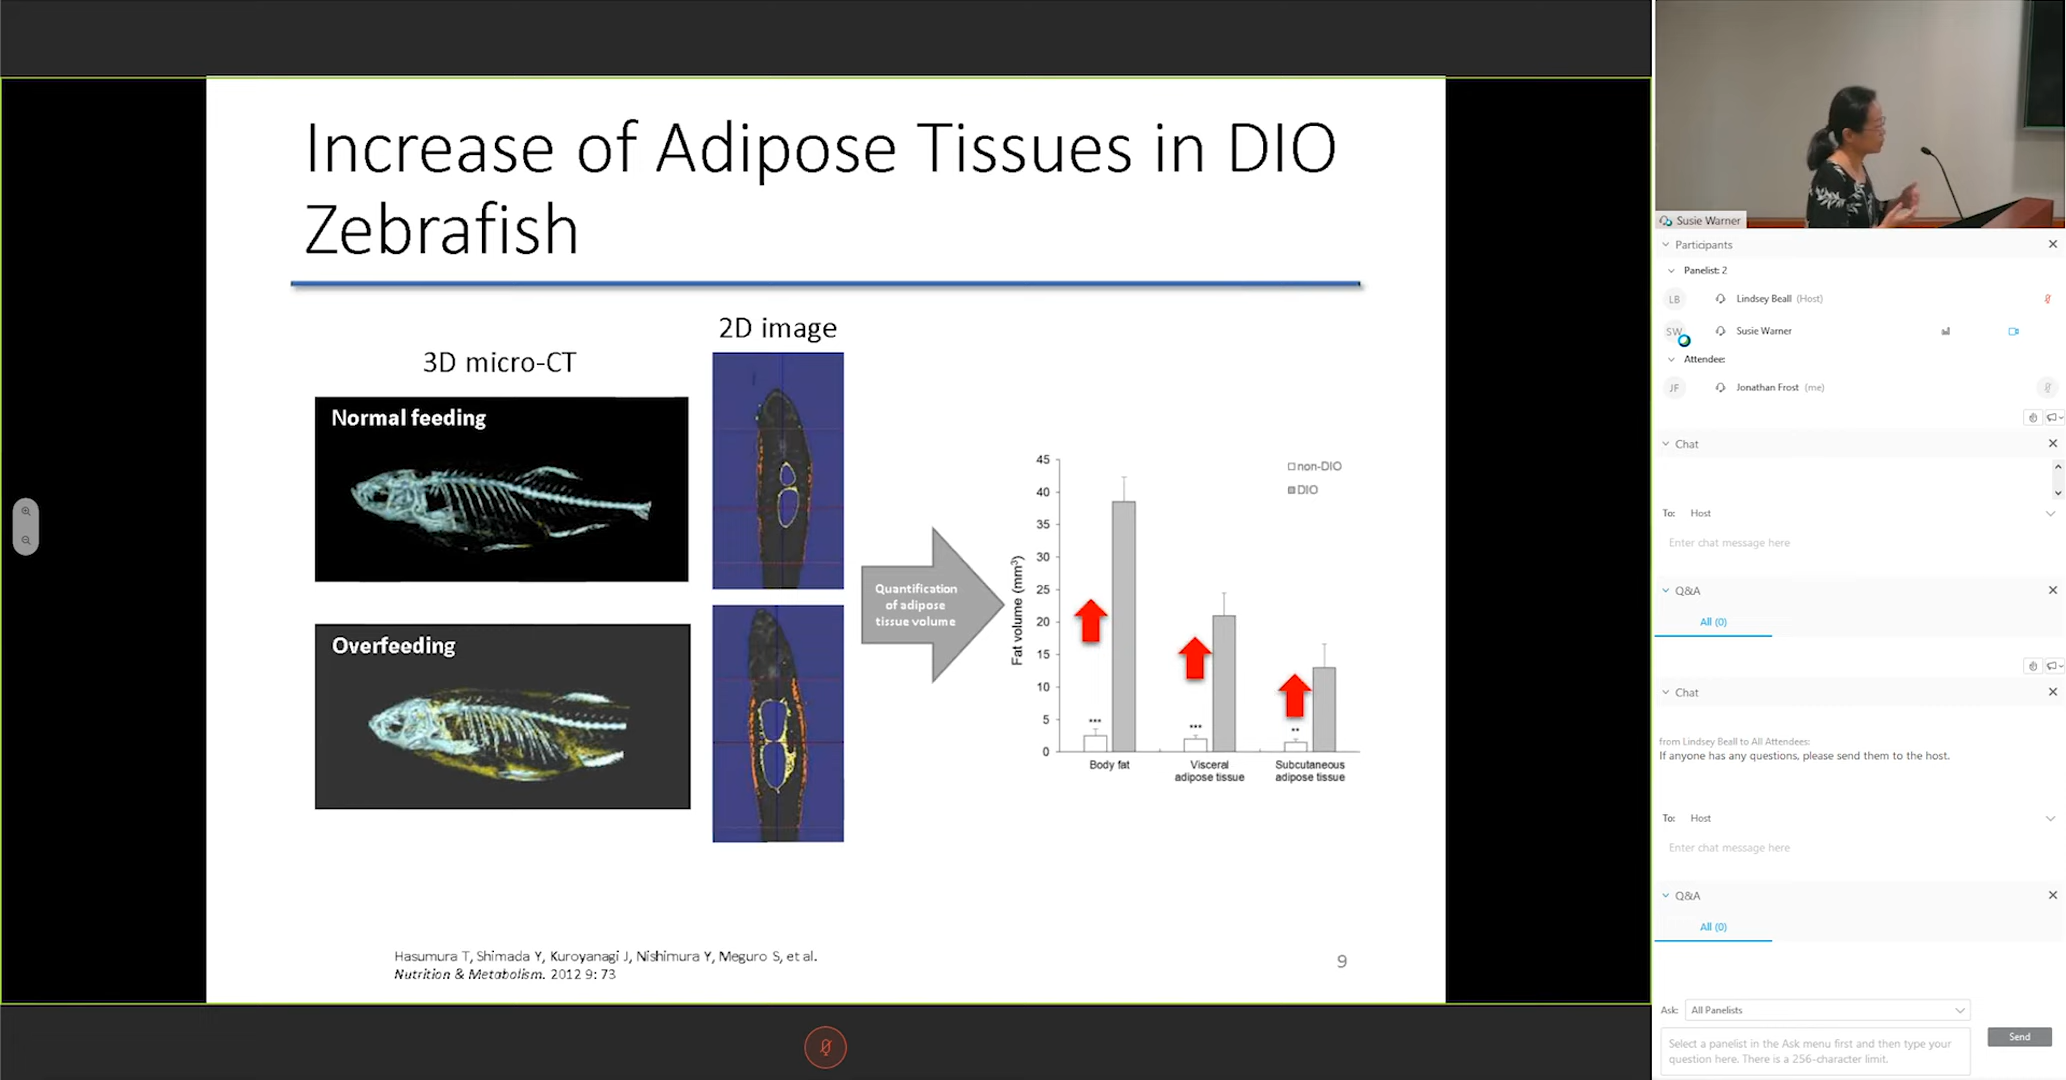 Increase of Adipose Tissues in DIO
Zebrafish
3D micro-CT
2D image
Normal feeding
Overfeeding
Quantification
of adipose
tissue volume
Fat volume (mm³)
45
40
35
30
25
20
15
10
5
0
non-DIO
DIO
***
***
**
Body fat
Visceral
adipose tissue
Subcutaneous
adipose tissue
Hasumura T, Shimada Y, Kuroyanagi J, Nishimura Y, Meguro S, et al.
Nutrition & Metabolism. 2012 9: 73
9
Susie Warner
Participants
Panelist: 2
LB Lindsey Beall (Host)
SW Susie Warner
Attendee:
JF Jonathan Frost (me)
Chat
To: Host
Enter chat message here
Q&A
All (0)
Chat
from Lindsey Beall to All Attendees:
If anyone has any questions, please send them to the host.
To: Host
Enter chat message here
Q&A
All (0)
Ask: All Panelists
Select a panelist in the Ask menu first and then type your
question here. There is a 256-character limit.
Send